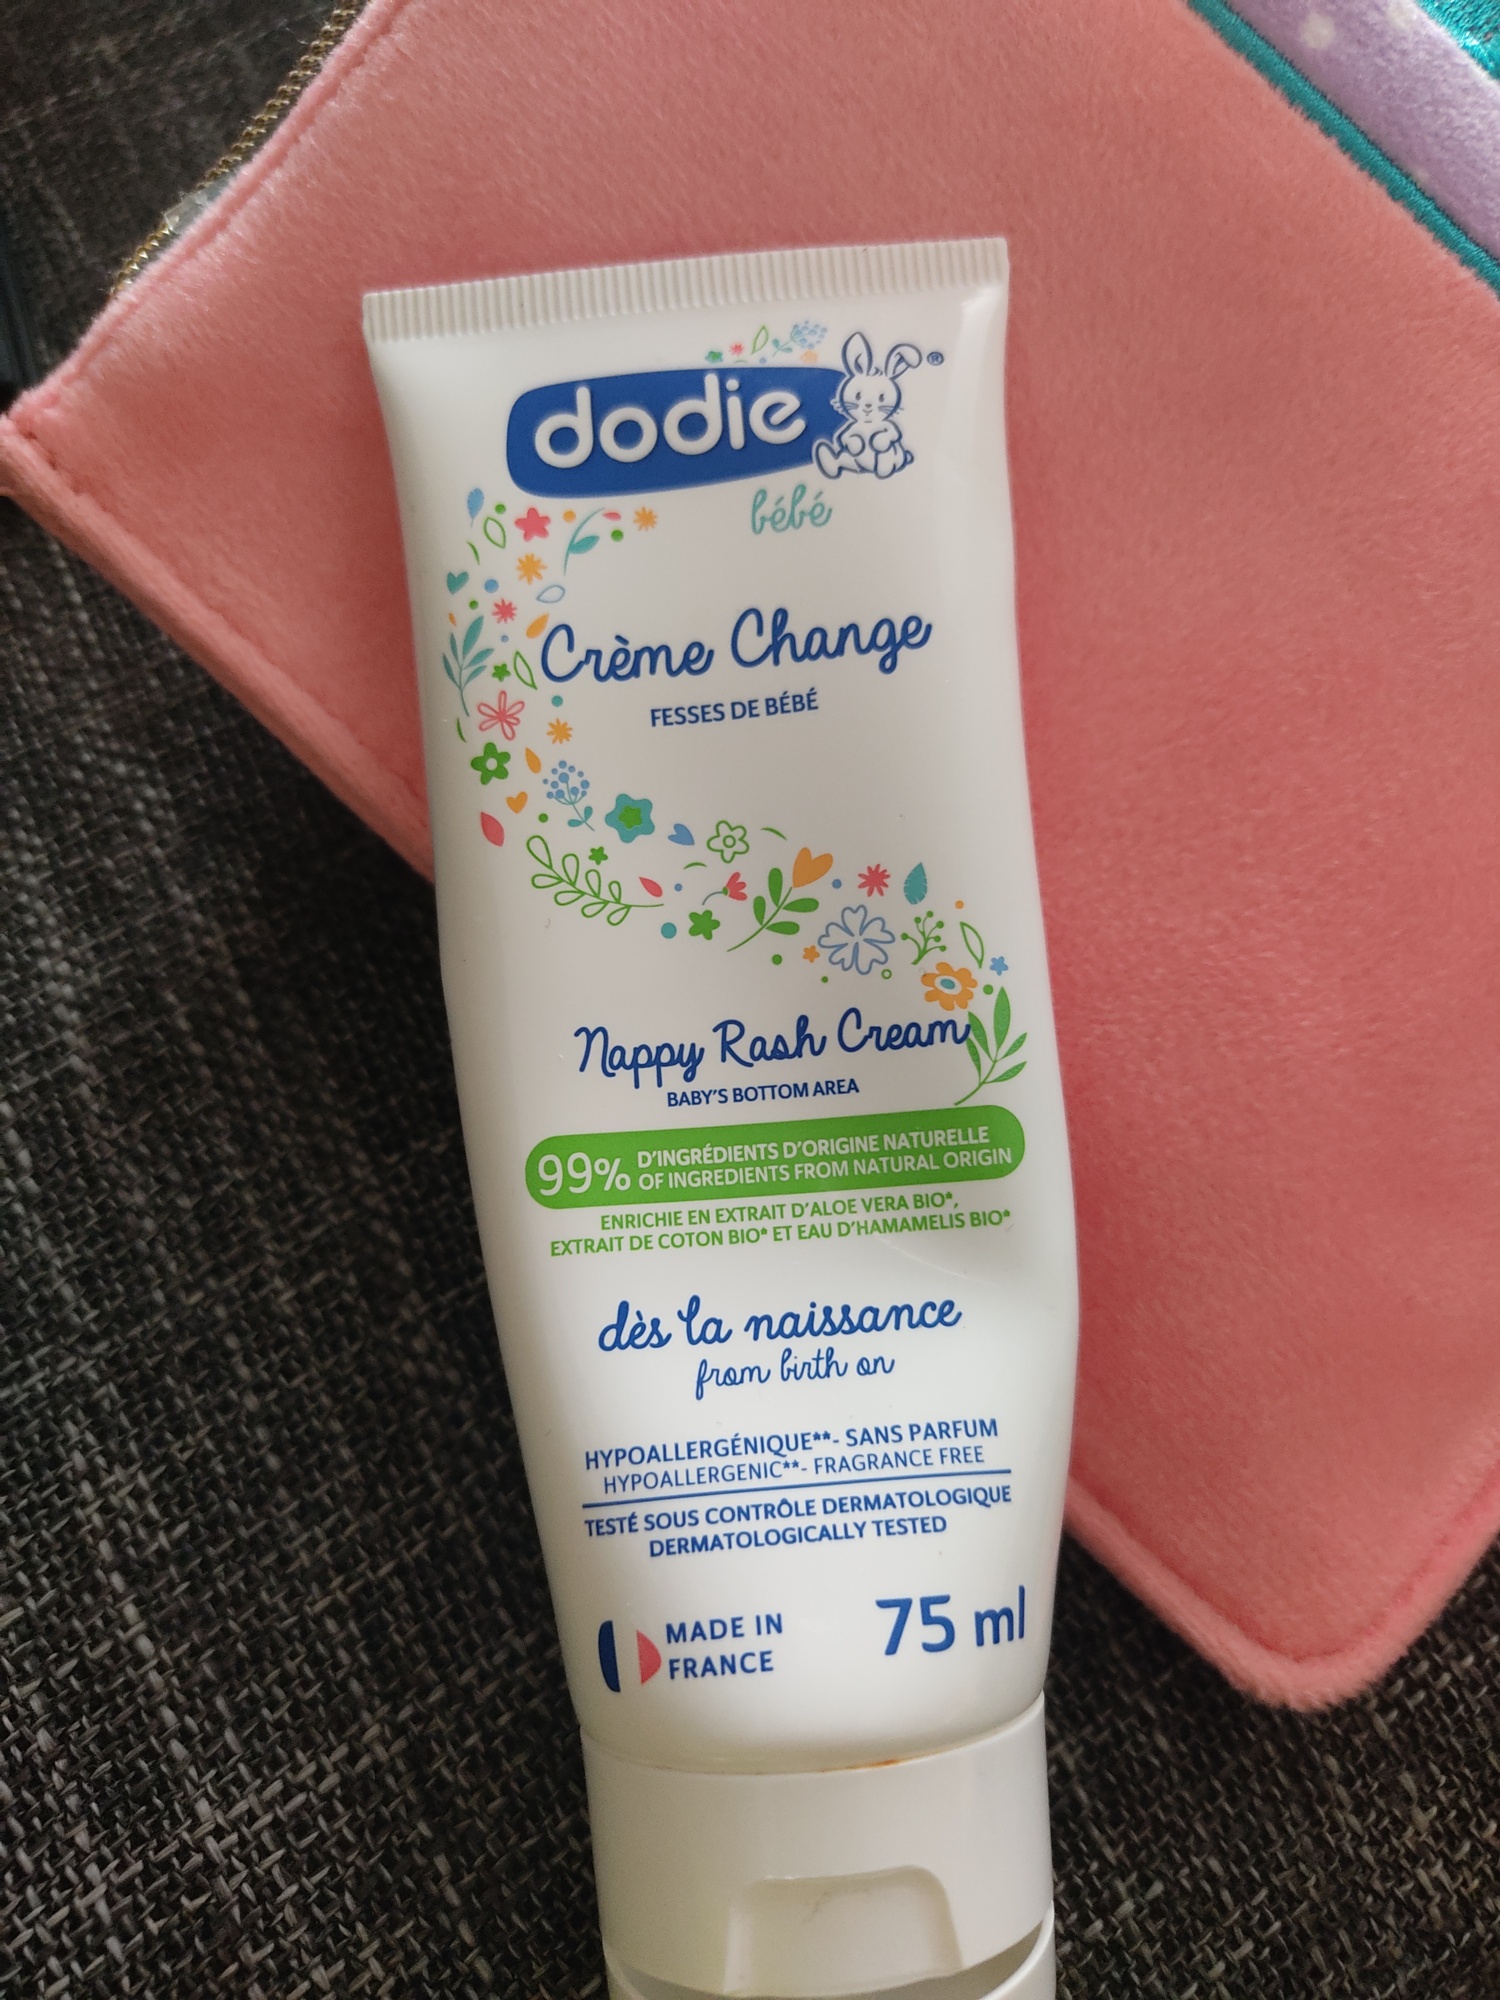 dodie®
bébé
Crème Change
FESSES DE BÉBÉ
Nappy Rash Cream
BABY'S BOTTOM AREA
99% D'INGRÉDIENTS D'ORIGINE NATURELLE
OF INGREDIENTS FROM NATURAL ORIGIN
ENRICHIE EN EXTRAIT D'ALOE VERA BIO*,
EXTRAIT DE COTON BIO* ET EAU D'HAMAMELIS BIO*
dès la naissance
from birth on
HYPOALLERGÉNIQUE**- SANS PARFUM
HYPOALLERGENIC**- FRAGRANCE FREE
TESTÉ SOUS CONTRÔLE DERMATOLOGIQUE
DERMATOLOGICALLY TESTED
MADE IN
FRANCE
75 ml